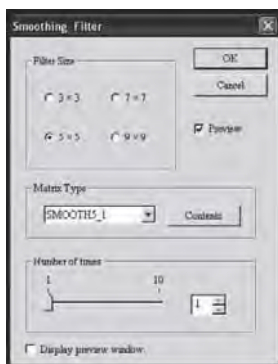 Smoothing Filter
Filter Size
OK
3 × 3
7 × 7
Cancel
5 × 5
9 × 9
Preview
Matrix Type
SMOOTH5_1
Contents
Number of times
1
10
1
Display preview window